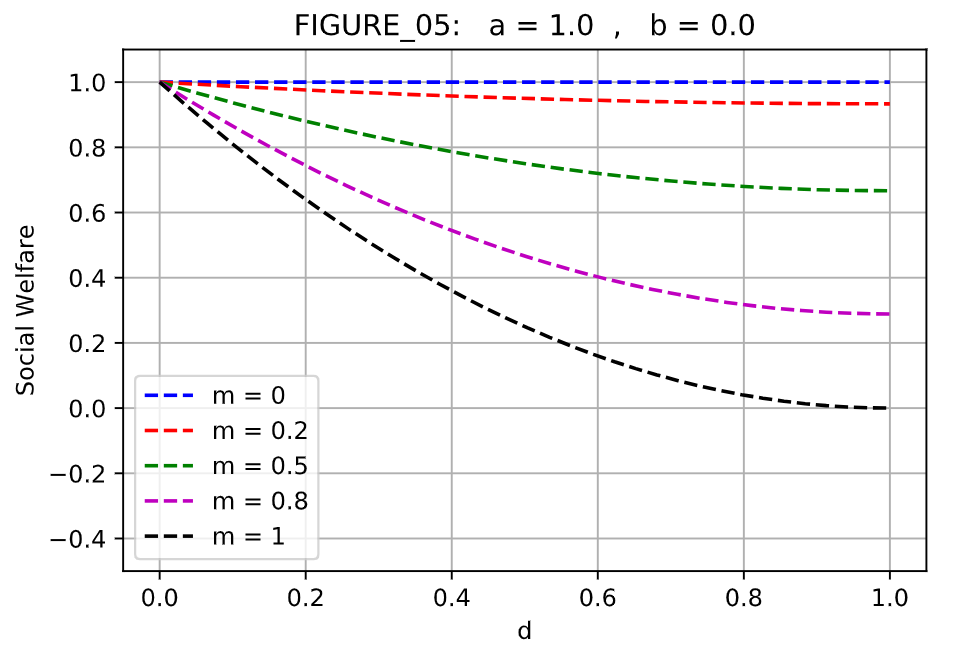 FIGURE_05:   a = 1.0  ,   b = 0.0
Social Welfare
1.0
0.8
0.6
0.4
0.2
0.0
−0.2
−0.4
m = 0
m = 0.2
m = 0.5
m = 0.8
m = 1
0.0 0.2 0.4 0.6 0.8 1.0
d